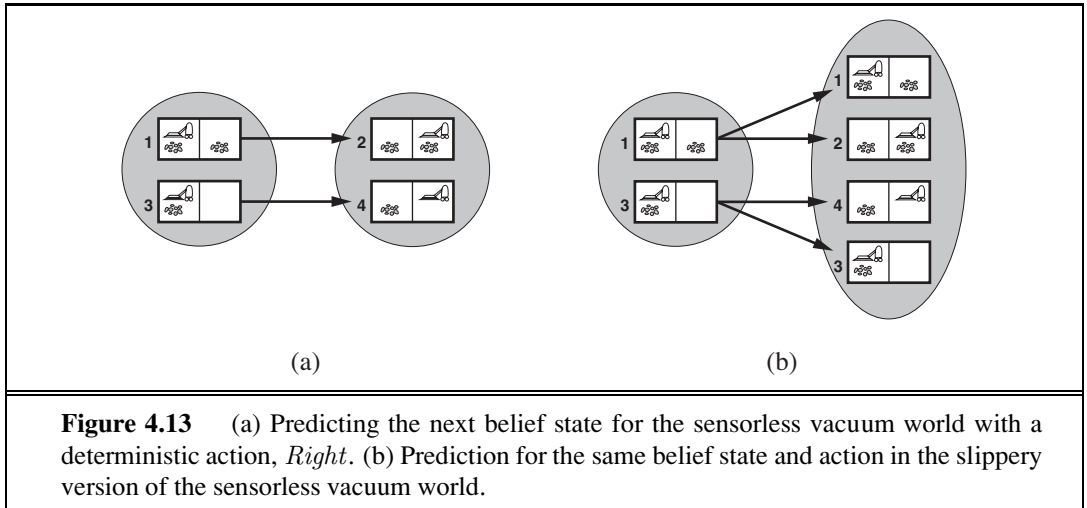 1
2
3
4
1
3
1
2
4
3
(a)
(b)
Figure 4.13 (a) Predicting the next belief state for the sensorless vacuum world with a
deterministic action, Right. (b) Prediction for the same belief state and action in the slippery
version of the sensorless vacuum world.